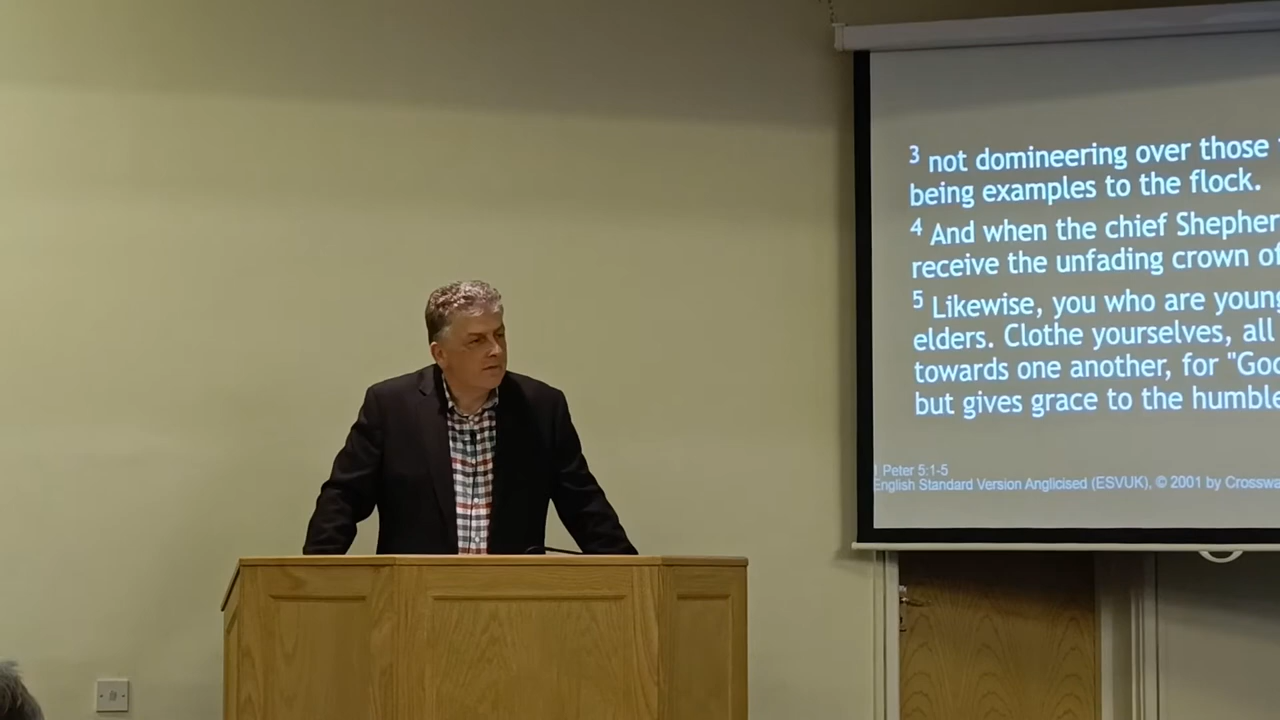 3 not domineering over those
being examples to the flock.
4 And when the chief Shepher
receive the unfading crown of
5 Likewise, you who are young
elders. Clothe yourselves, all
towards one another, for "God
but gives grace to the humble
1 Peter 5:1-5
English Standard Version Anglicised (ESVUK), © 2001 by Crosswa